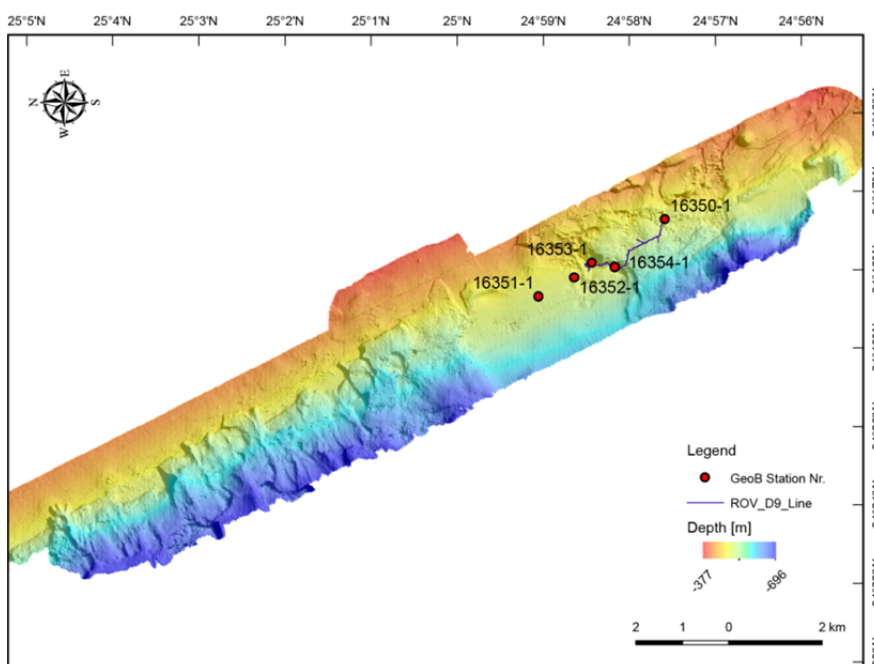 25°5'N 25°4'N 25°3'N 25°2'N 25°1'N 25°'N 24°59'N 24°58'N 24°57'N 24°56'N
E
N
S
W
16350-1
16353-1
16354-1
16351-1
16352-1
Legend
GeoB Station Nr.
ROV_D9_Line
Depth [m]
-377
-696
2 1 0 2 km